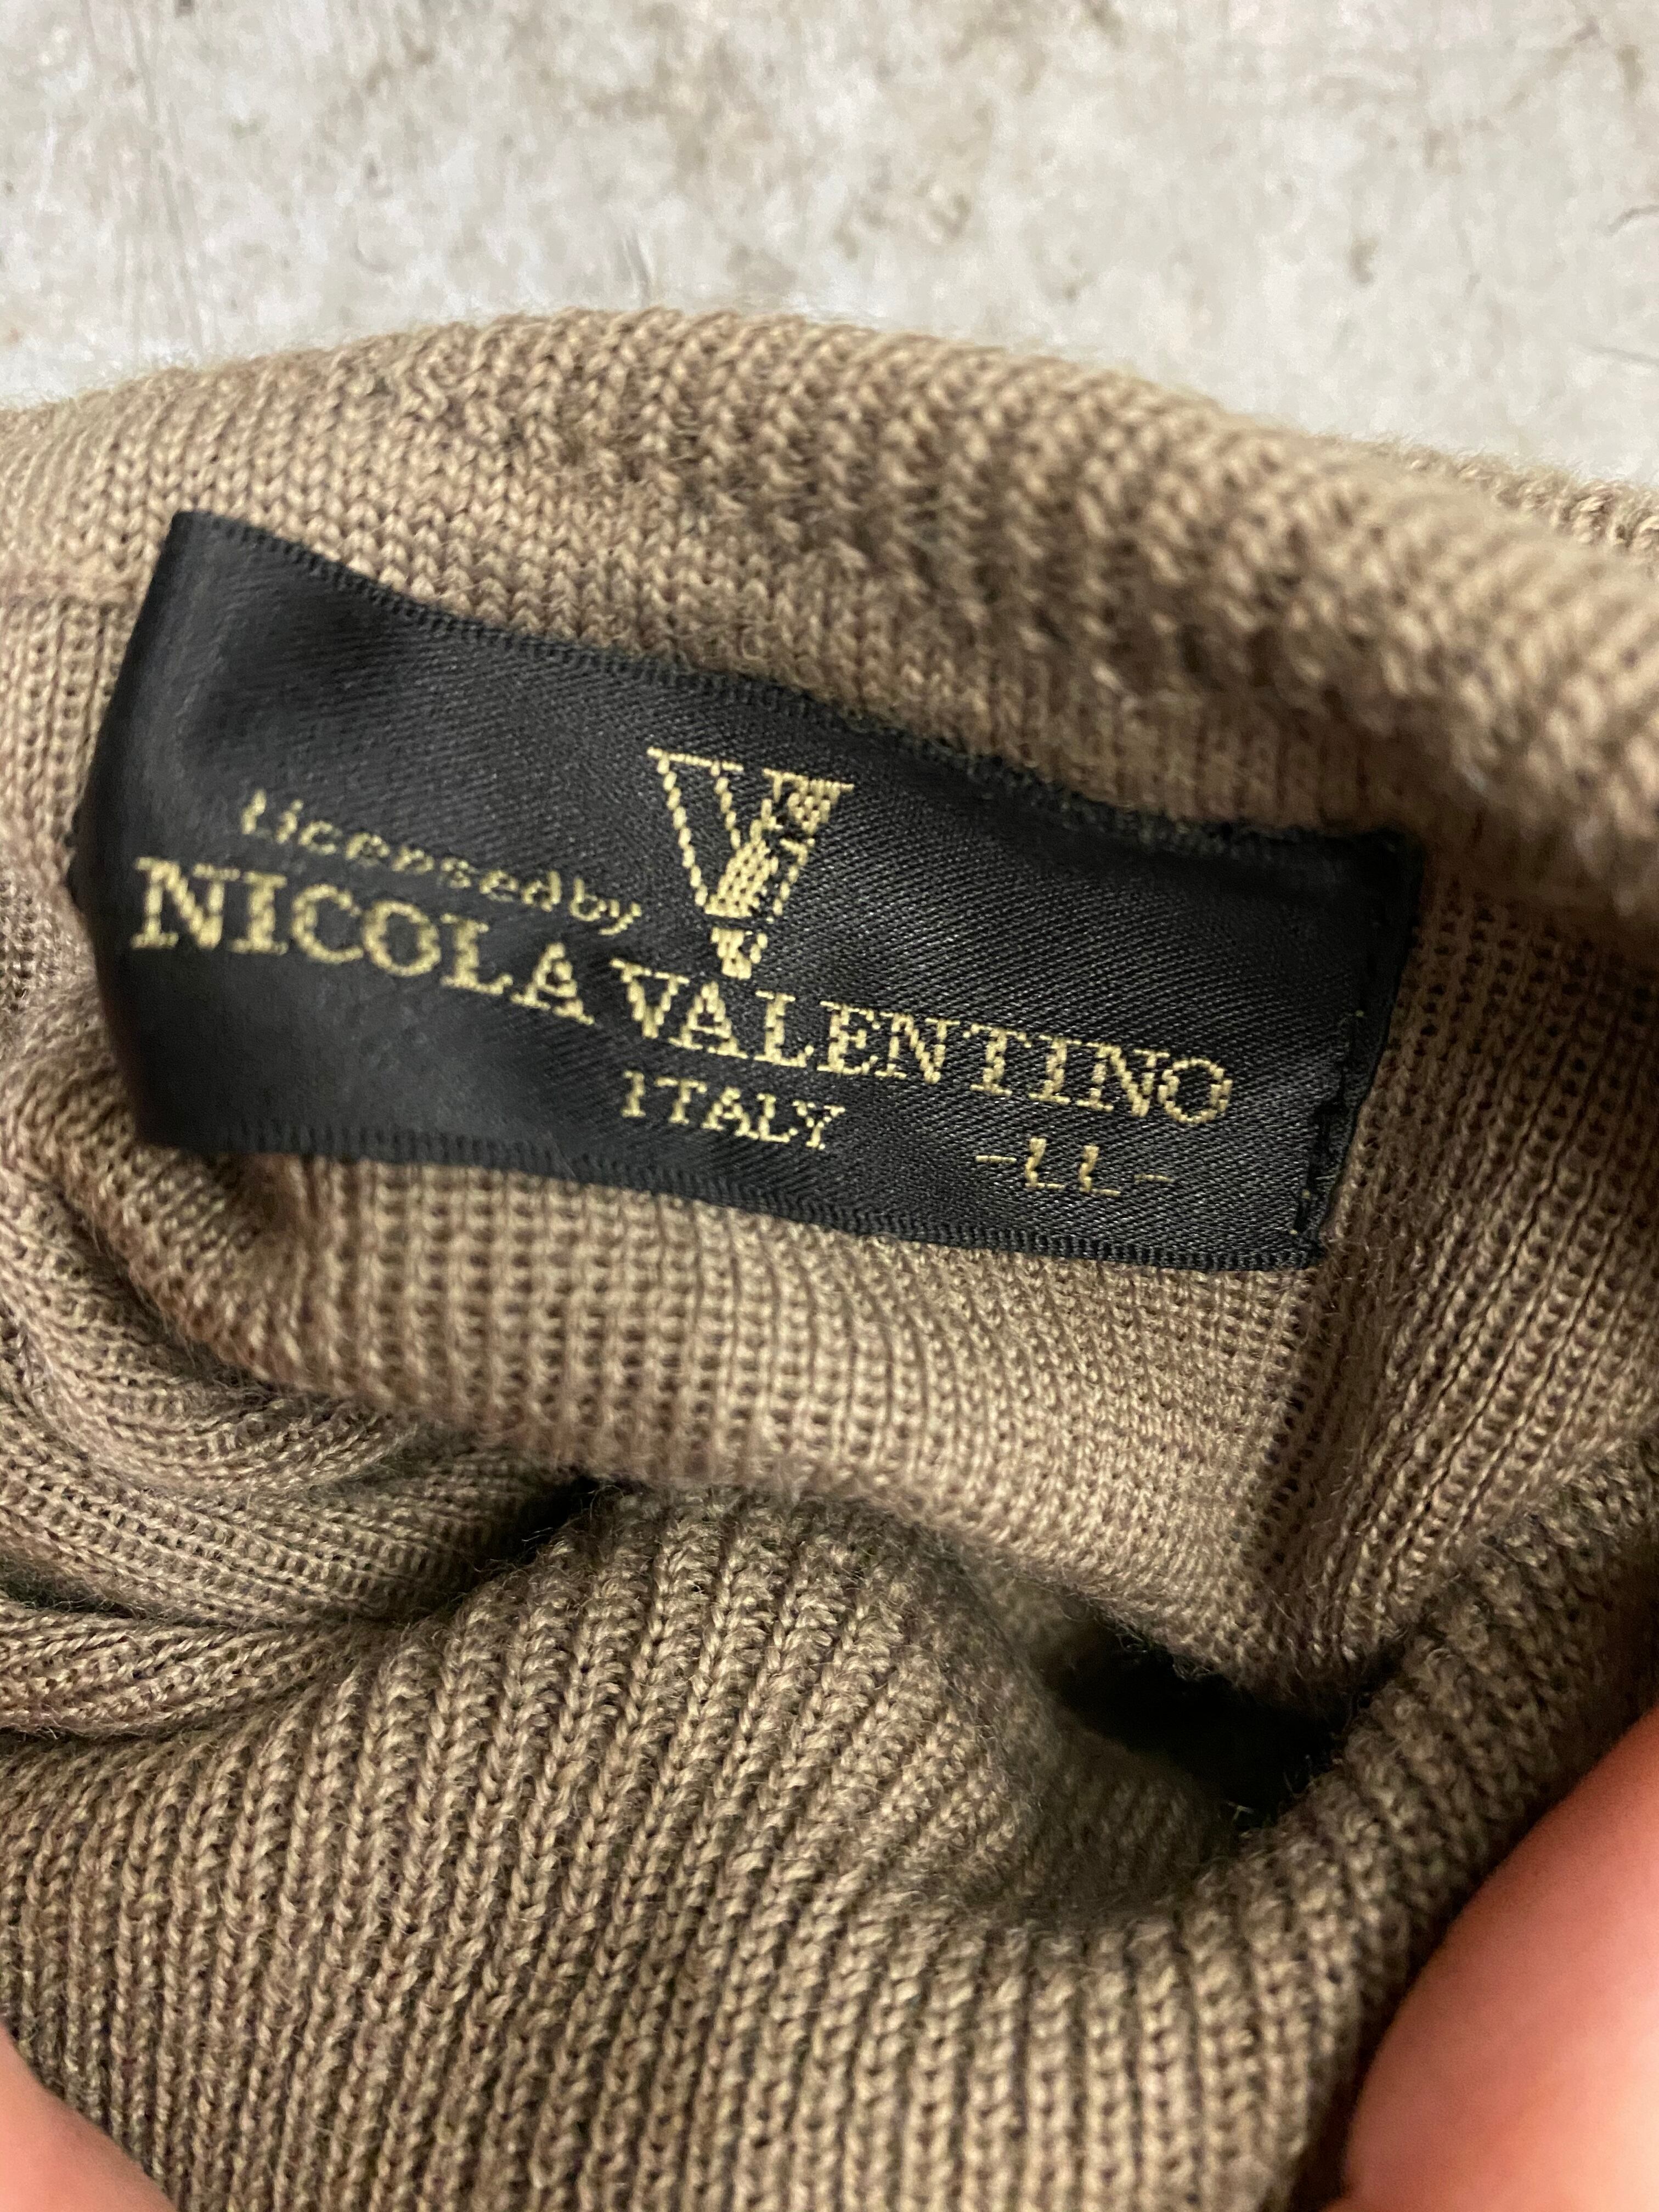 V
Licensed by
NICOLA VALENTINO
ITALY
-LL-